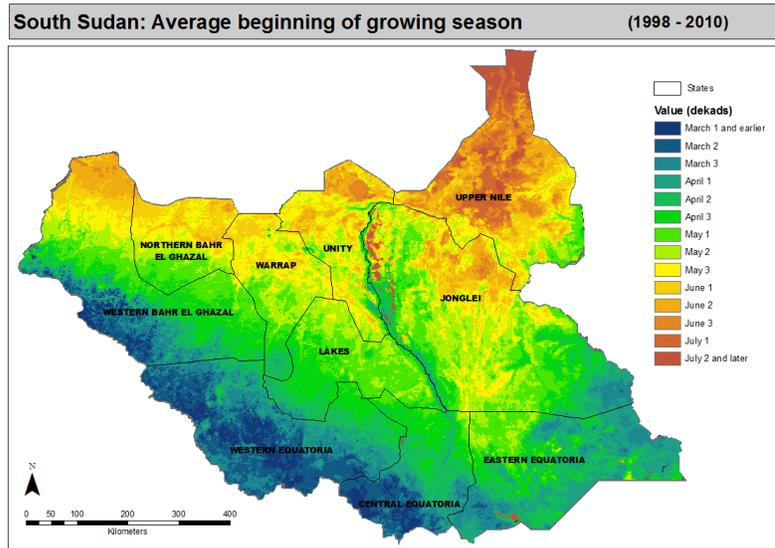 South Sudan: Average beginning of growing season (1998 - 2010)
States
Value (dekads)
March 1 and earlier
March 2
March 3
April 1
April 2
April 3
May 1
May 2
May 3
June 1
June 2
June 3
July 1
July 2 and later
UPPER NILE
NORTHERN BAHR
EL GHAZAL
UNITY
WARRAP
JONGLEI
WESTERN BAHR EL GHAZAL
LAKES
WESTERN EQUATORIA
EASTERN EQUATORIA
CENTRAL EQUATORIA
N
0 50 100 200 300 400
Kilometers